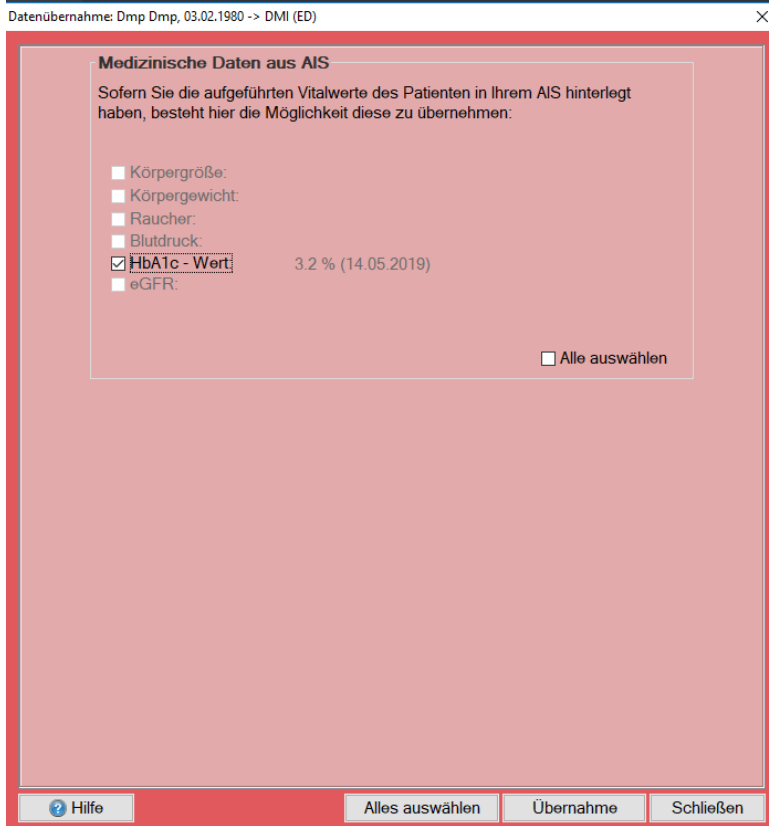 Datenübernahme: Dmp Dmp, 03.02.1980 -> DMI (ED)
Medizinische Daten aus AIS
Sofern Sie die aufgeführten Vitalwerte des Patienten in Ihrem AIS hinterlegt
haben, besteht hier die Möglichkeit diese zu übernehmen:
Körpergröße:
Körpergewicht:
Raucher:
Blutdruck:
HbA1c - Wert: 3.2 % (14.05.2019)
eGFR:
Alle auswählen
Hilfe Alles auswählen Übernahme Schließen